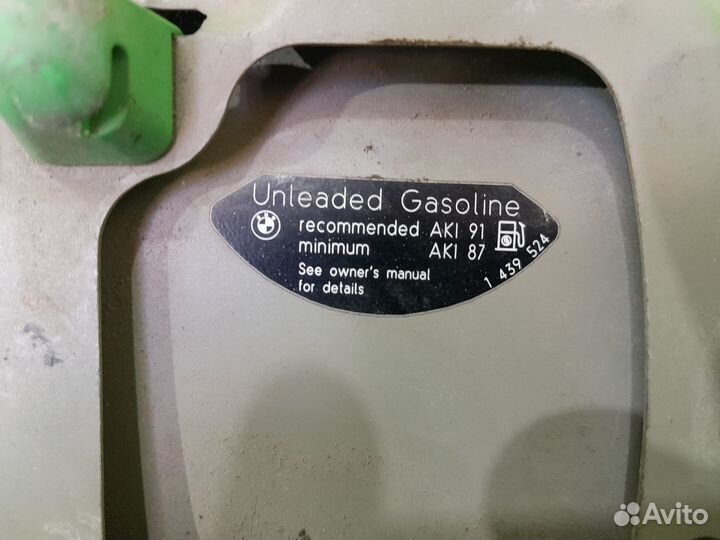 Unleaded Gasoline
recommended AKI 91
minimum AKI 87
See owner's manual
for details
1 439 524
Avito